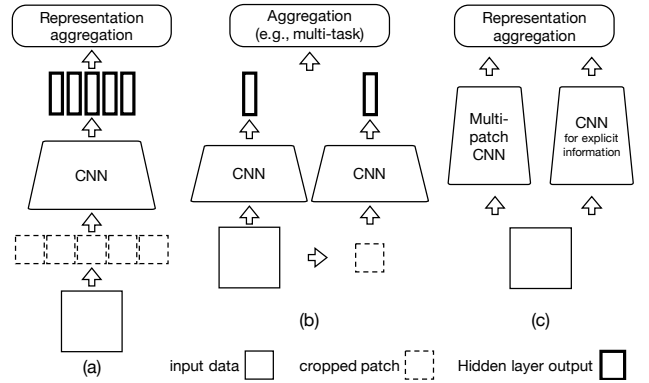 Representation
aggregation
CNN
(a)
Aggregation
(e.g., multi-task)
CNN
CNN
(b)
Representation
aggregation
Multi-
patch
CNN
CNN
for explicit
information
(c)
input data
cropped patch
Hidden layer output